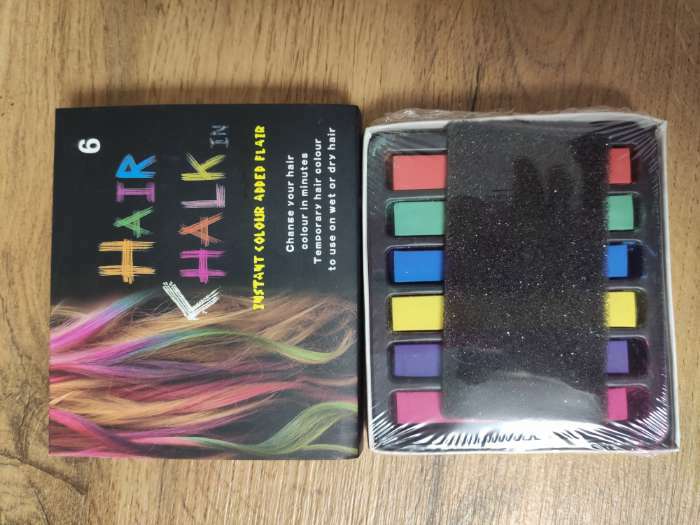 6
HAIR
CHALK IN
INSTANT COLOUR ADDED FLAIR
Change your hair
colour in minutes
Temporary hair colour
to use on wet or dry hair